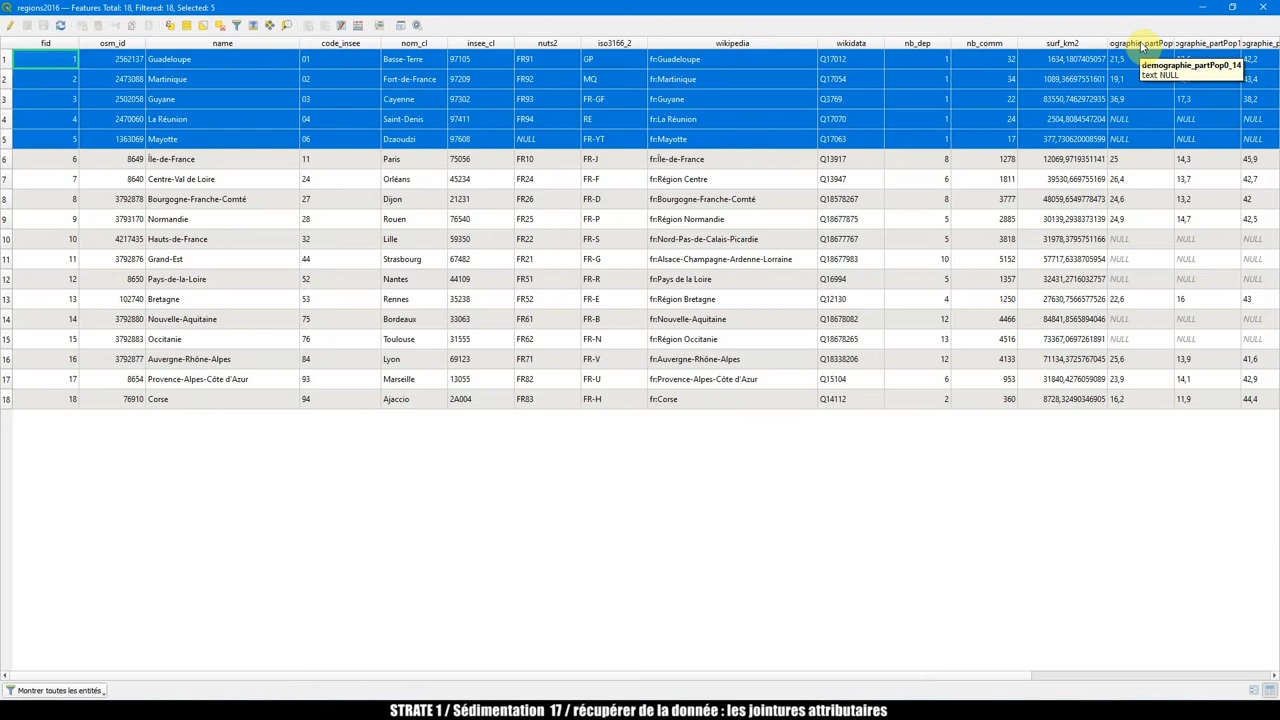 regions2016 — Features Total: 18, Filtered: 18, Selected: 5
fid osm_id name code_insee nom_cl insee_cl nuts2 iso3166_2 wikipedia wikidata nb_dep nb_comm surf_km2 ographie_partPop ographie_partPop1 ographie_p
1 1 2562137 Guadeloupe 01 Basse-Terre 97105 FR91 GP fr:Guadeloupe Q17012 1 32 1634,1807405057 21,5 42,2
demographie_partPop0_14
text NULL
2 2 2473088 Martinique 02 Fort-de-France 97209 FR92 MQ fr:Martinique Q17054 1 34 1089,36697551601 19,1 43,4
3 3 2502058 Guyane 03 Cayenne 97302 FR93 FR-GF fr:Guyane Q3769 1 22 83550,7462972935 36,9 17,3 38,2
4 4 2470060 La Réunion 04 Saint-Denis 97411 FR94 RE fr:La Réunion Q17070 1 24 2504,8084547204 NULL NULL NULL
5 5 1363069 Mayotte 06 Dzaoudzi 97608 NULL FR-YT fr:Mayotte Q17063 1 17 377,730620008599 NULL NULL NULL
6 6 8649 Île-de-France 11 Paris 75056 FR10 FR-J fr:Île-de-France Q13917 8 1278 12069,9719351141 25 14,3 45,9
7 7 8640 Centre-Val de Loire 24 Orléans 45234 FR24 FR-F fr:Région Centre Q13947 6 1811 39530,669755169 26,4 13,7 42,7
8 8 3792878 Bourgogne-Franche-Comté 27 Dijon 21231 FR26 FR-D fr:Bourgogne-Franche-Comté Q18578267 8 3777 48059,6549778473 24,6 13,2 42
9 9 3793170 Normandie 28 Rouen 76540 FR25 FR-P fr:Région Normandie Q18677875 5 2885 30139,2938373139 24,9 14,7 42,5
10 10 4217435 Hauts-de-France 32 Lille 59350 FR22 FR-S fr:Nord-Pas-de-Calais-Picardie Q18677767 5 3818 31978,3795751166 NULL NULL NULL
11 11 3792876 Grand-Est 44 Strasbourg 67482 FR21 FR-G fr:Alsace-Champagne-Ardenne-Lorraine Q18677983 10 5152 57717,6338705954 NULL NULL NULL
12 12 8650 Pays-de-la-Loire 52 Nantes 44109 FR51 FR-R fr:Pays de la Loire Q16994 5 1357 32431,2716032757 NULL NULL NULL
13 13 102740 Bretagne 53 Rennes 35238 FR52 FR-E fr:Région Bretagne Q12130 4 1250 27630,7566577526 22,6 16 43
14 14 3792880 Nouvelle-Aquitaine 75 Bordeaux 33063 FR61 FR-B fr:Nouvelle-Aquitaine Q18678082 12 4466 84841,8565894046 NULL NULL NULL
15 15 3792883 Occitanie 76 Toulouse 31555 FR62 FR-N fr:Région Occitanie Q18678265 13 4516 73367,0697261891 NULL NULL NULL
16 16 3792877 Auvergne-Rhône-Alpes 84 Lyon 69123 FR71 FR-V fr:Auvergne-Rhône-Alpes Q18338206 12 4133 71134,3725767045 25,6 13,9 41,6
17 17 8654 Provence-Alpes-Côte d'Azur 93 Marseille 13055 FR82 FR-U fr:Provence-Alpes-Côte d'Azur Q15104 6 953 31840,4276059089 23,9 14,1 42,9
18 18 76910 Corse 94 Ajaccio 2A004 FR83 FR-H fr:Corse Q14112 2 360 8728,32490346905 16,2 11,9 44,4
Montrer toutes les entités
STRATE 1 / Sédimentation 17 / récupérer de la donnée : les jointures attributaires